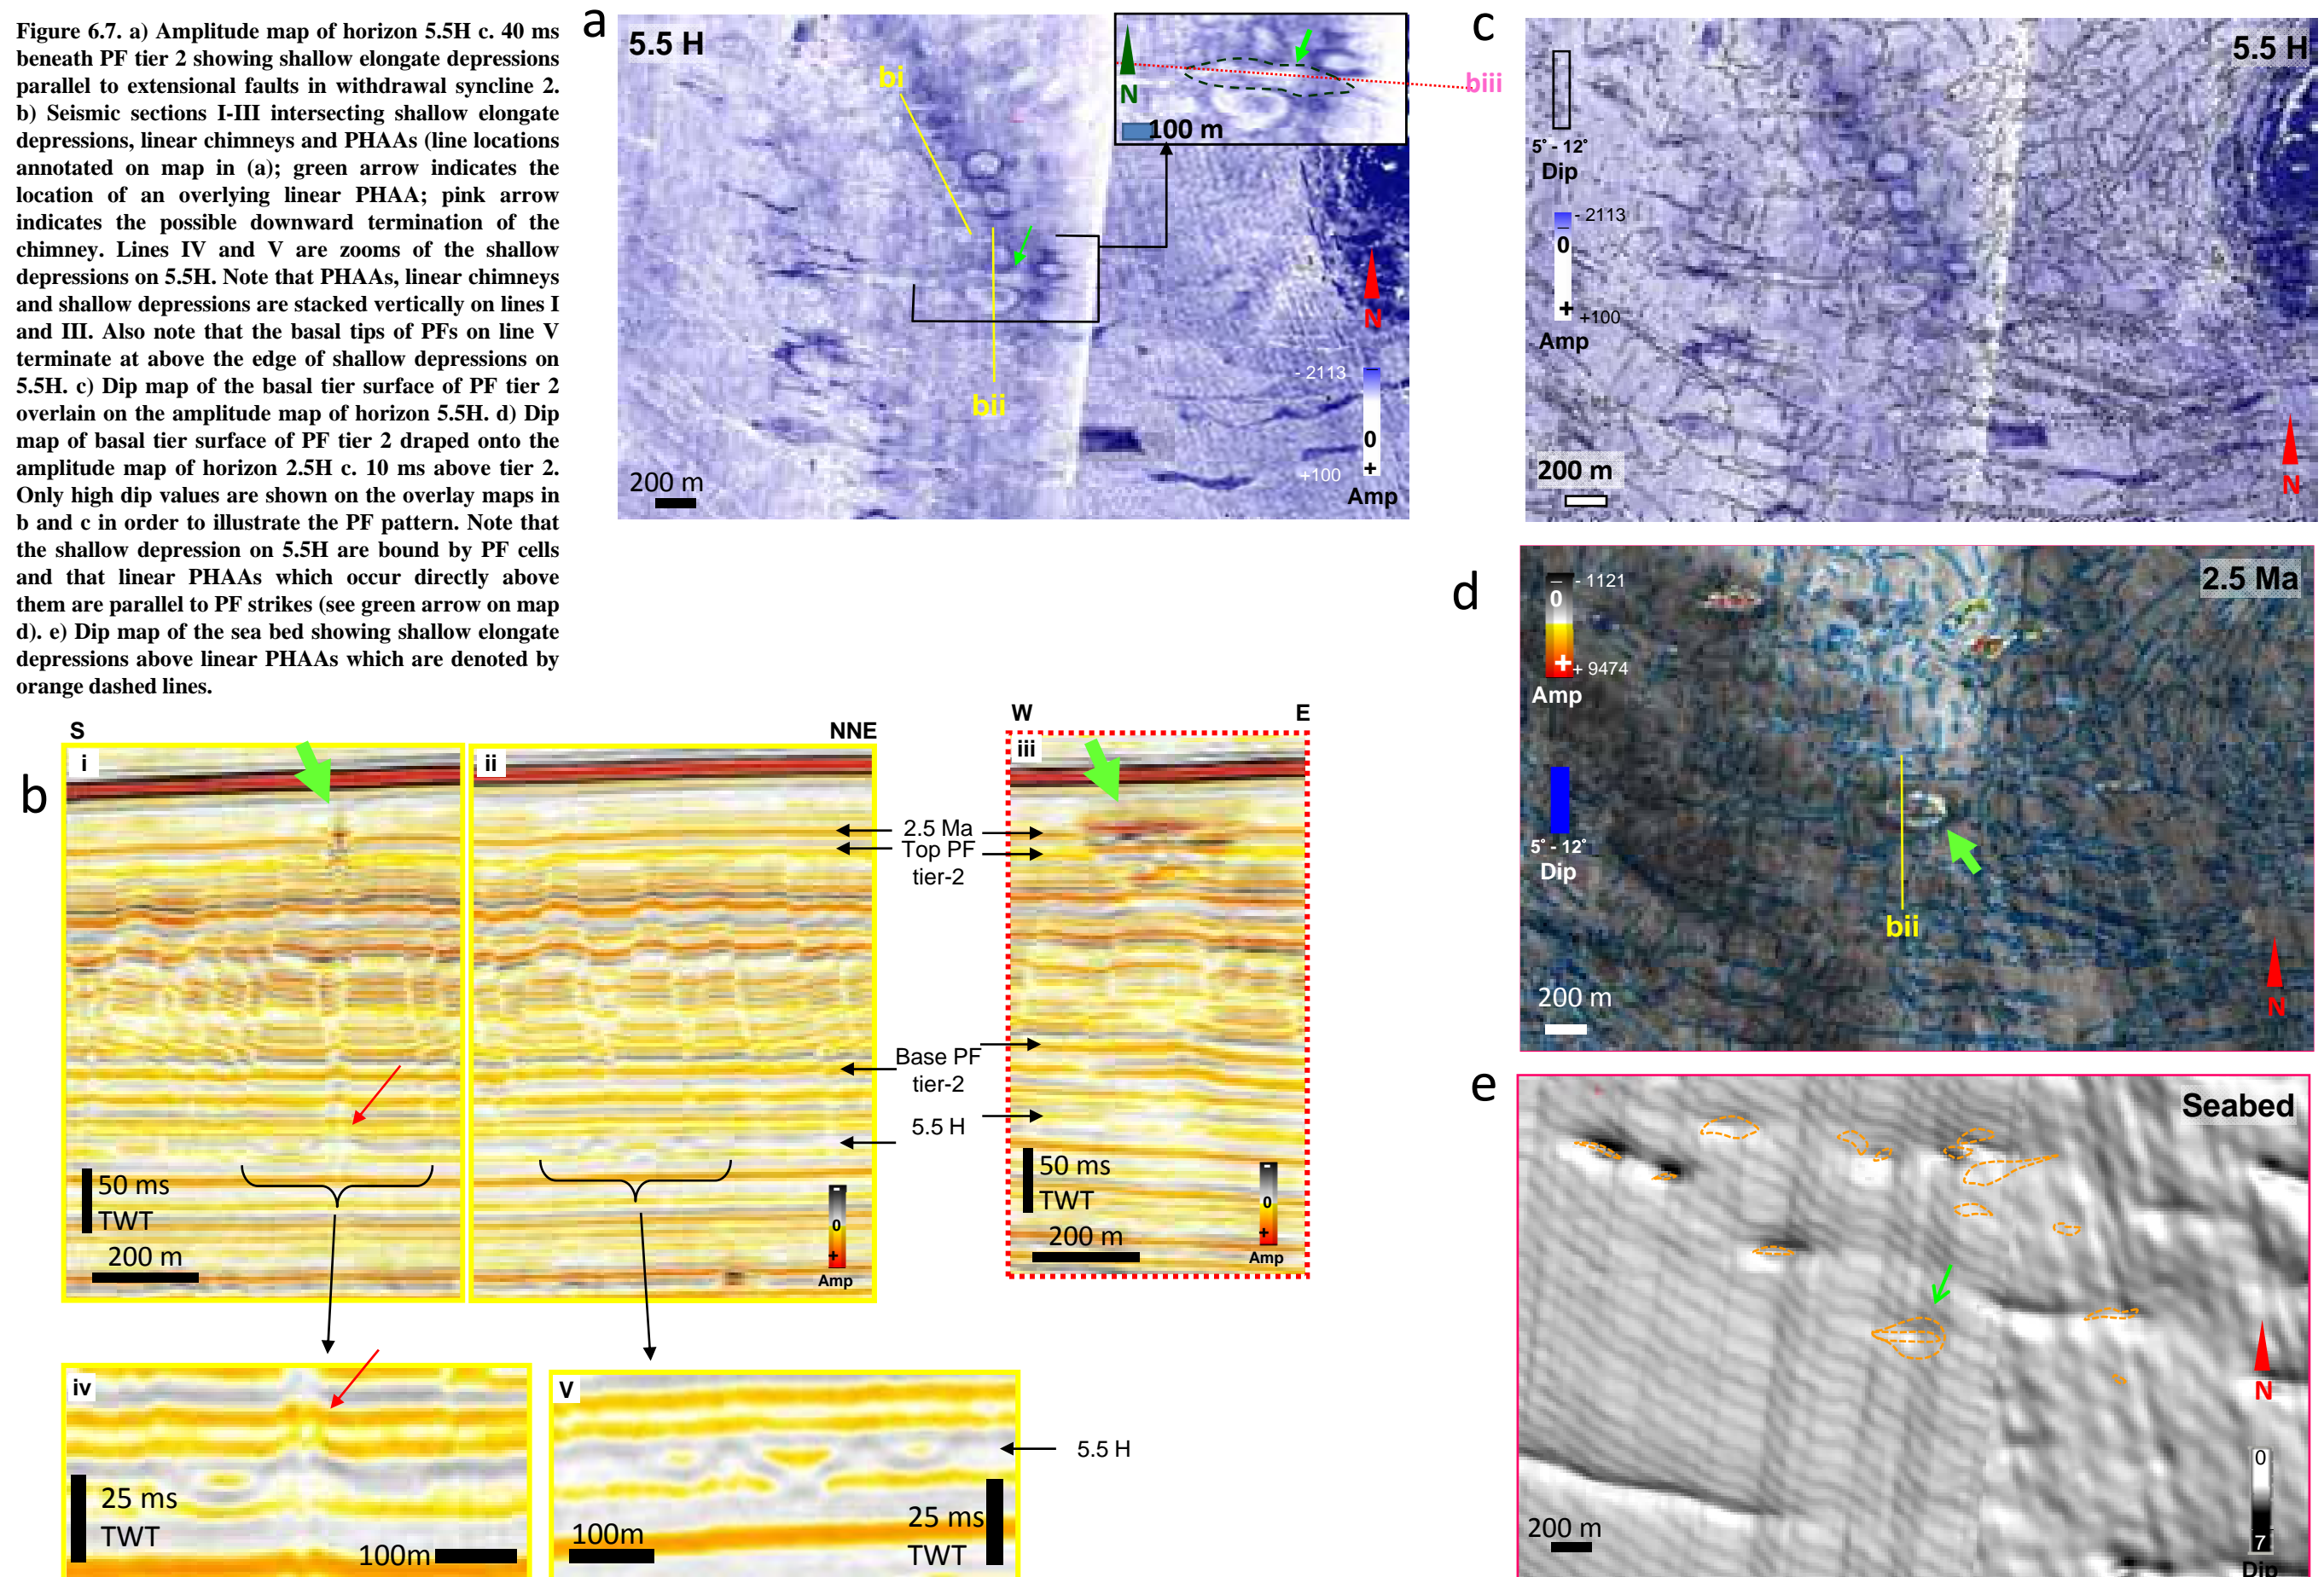 Figure 6.7. a) Amplitude map of horizon 5.5H c. 40 ms
beneath PF tier 2 showing shallow elongate depressions
parallel to extensional faults in withdrawal syncline 2.
b) Seismic sections I-III intersecting shallow elongate
depressions, linear chimneys and PHAAs (line locations
annotated on map in (a); green arrow indicates the
location of an overlying linear PHAA; pink arrow
indicates the possible downward termination of the
chimney. Lines IV and V are zooms of the shallow
depressions on 5.5H. Note that PHAAs, linear chimneys
and shallow depressions are stacked vertically on lines I
and III. Also note that the basal tips of PFs on line V
terminate at above the edge of shallow depressions on
5.5H. c) Dip map of the basal tier surface of PF tier 2
overlain on the amplitude map of horizon 5.5H. d) Dip
map of basal tier surface of PF tier 2 draped onto the
amplitude map of horizon 2.5H c. 10 ms above tier 2.
Only high dip values are shown on the overlay maps in
b and c in order to illustrate the PF pattern. Note that
the shallow depression on 5.5H are bound by PF cells
and that linear PHAAs which occur directly above
them are parallel to PF strikes (see green arrow on map
d). e) Dip map of the sea bed showing shallow elongate
depressions above linear PHAAs which are denoted by
orange dashed lines.
a
5.5 H
bi
bii
N
100 m
biii
N
- 2113
0
+
+100
Amp
200 m
c
5.5 H
5° - 12°
Dip
- 2113
0
+
+100
Amp
200 m
N
d
2.5 Ma
- 1121
0
+
+ 9474
Amp
5° - 12°
Dip
bii
200 m
N
b
S
NNE
i
ii
W
E
iii
2.5 Ma
Top PF
tier-2
Base PF
tier-2
5.5 H
50 ms
TWT
200 m
-
0
+
Amp
50 ms
TWT
200 m
-
0
+
Amp
iv
25 ms
TWT
100m
V
100m
25 ms
TWT
5.5 H
e
Seabed
N
200 m
0
7
Dip